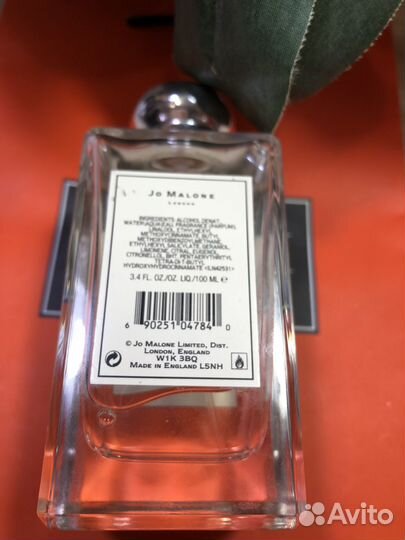 JO MALONE
LONDON
INGREDIENTS: ALCOHOL DENAT,
WATER\AQUA\EAU, FRAGRANCE (PARFUM),
LINALOOL, ETHYLHEXYL
METHOXYCINNAMATE, BUTYL
METHOXYDIBENZOYLMETHANE,
ETHYLHEXYL SALICYLATE, GERANIOL,
LIMONENE, CITRAL, EUGENOL,
CITRONELLOL, BHT, PENTAERYTHRITYL
TETRA-DI-T-BUTYL
HYDROXYHYDROCINNAMATE <ILN42531>
3.4 FL. OZ./OZ. LIQ./100 ML ℮
6 90251 04784 0
© JO MALONE LIMITED, DIST.
LONDON, ENGLAND
W1K 3BQ
MADE IN ENGLAND L5NH
Avito